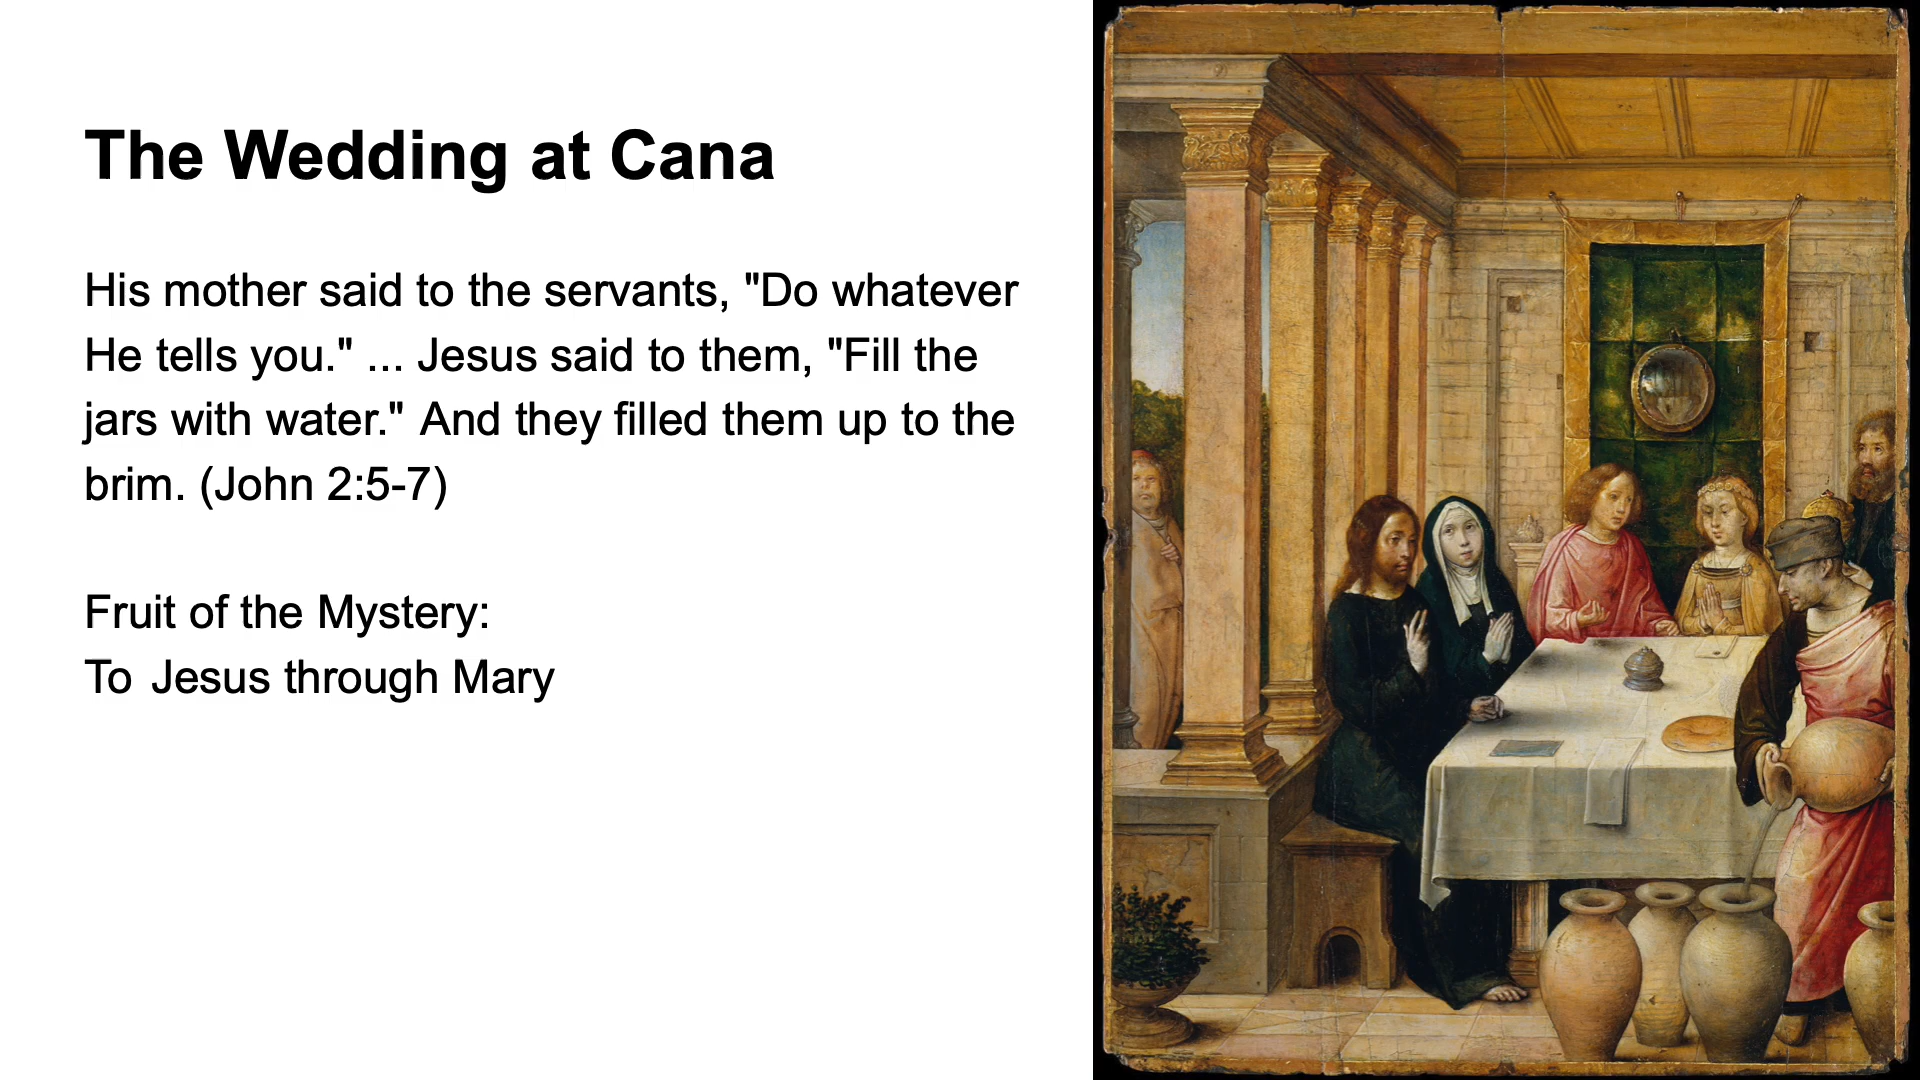 The Wedding at Cana
His mother said to the servants, "Do whatever
He tells you." ... Jesus said to them, "Fill the
jars with water." And they filled them up to the
brim. (John 2:5-7)
Fruit of the Mystery:
To Jesus through Mary